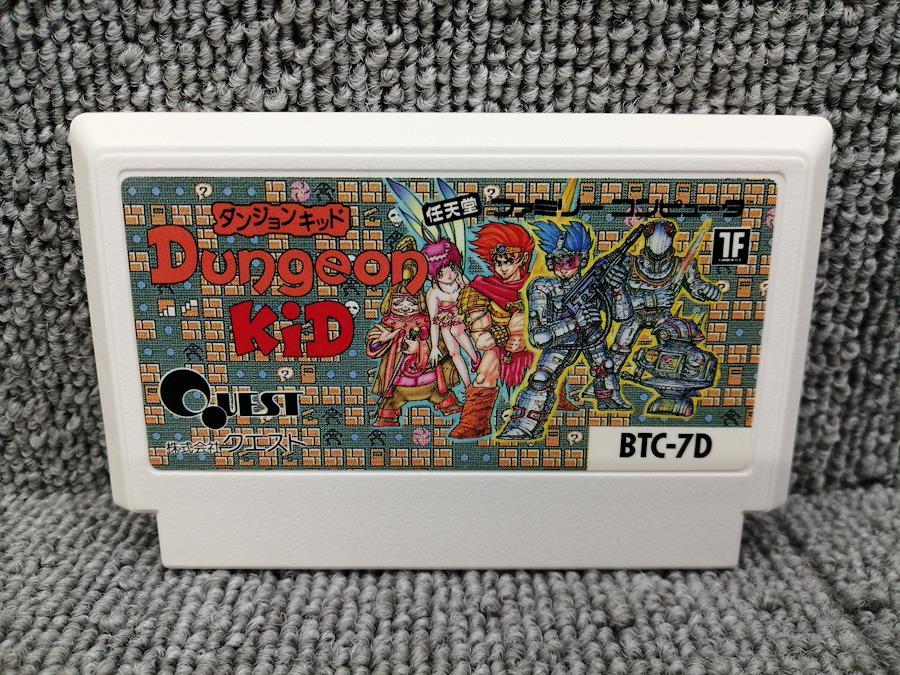 ダンジョンキッド
Dungeon
KiD
任天堂 ファミリーコンピュータ
1F
QUEST
株式会社クエスト
BTC-7D